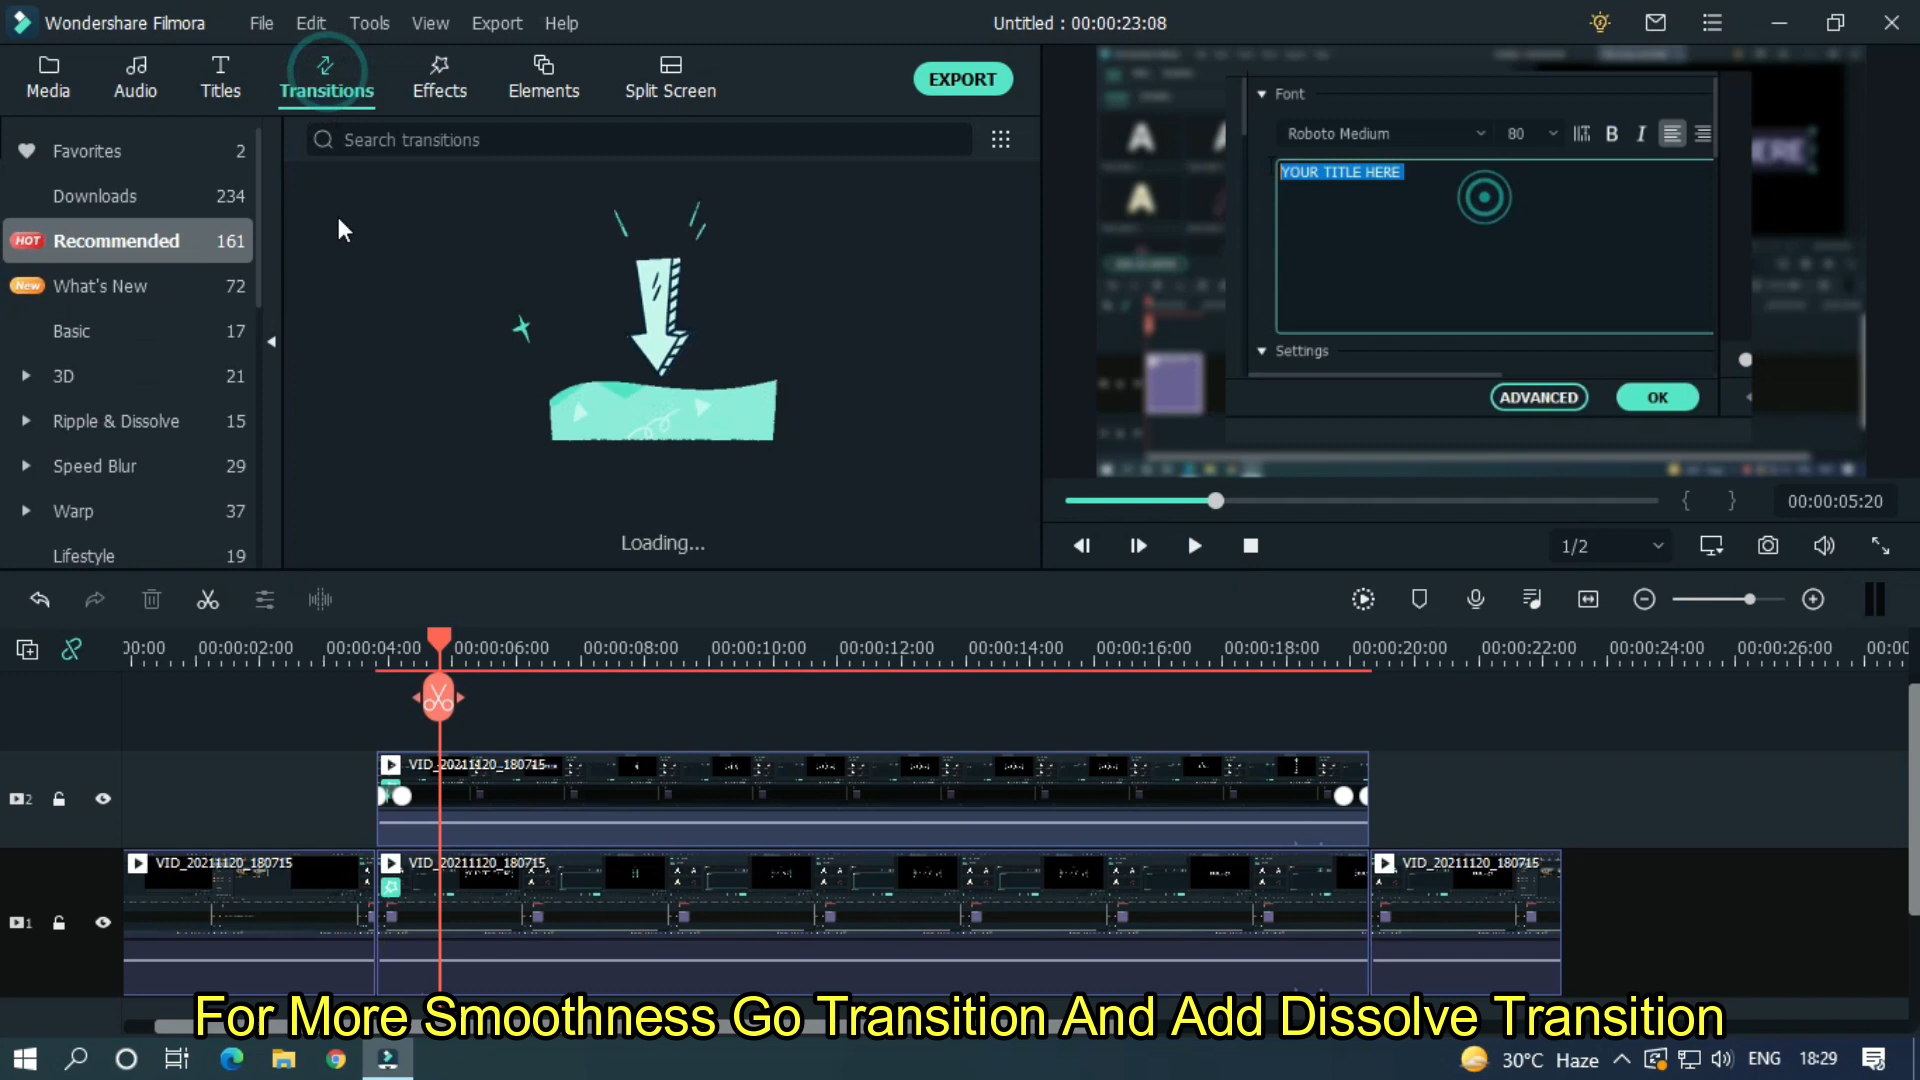 Wondershare Filmora
File Edit Tools View Export Help
Untitled : 00:00:23:08
Media Audio Titles Transitions Effects Elements Split Screen
EXPORT
Search transitions
Favorites 2
Downloads 234
HOT Recommended 161
New What's New 72
Basic 17
3D 21
Ripple & Dissolve 15
Speed Blur 29
Warp 37
Lifestyle 19
Loading...
Font
Roboto Medium 80 B I
YOUR TITLE HERE
ERE
Settings
ADVANCED OK
{ } 00:00:05:20
1/2
00:00 00:00:02:00 00:00:04:00 00:00:06:00 00:00:08:00 00:00:10:00 00:00:12:00 00:00:14:00 00:00:16:00 00:00:18:00 00:00:20:00 00:00:22:00 00:00:24:00 00:00:26:00 00:00
VID_20211120_180715
2
VID_20211120_180715 VID_20211120_180715 VID_20211120_180715
1
For More Smoothness Go Transition And Add Dissolve Transition
30°C Haze ENG 18:29